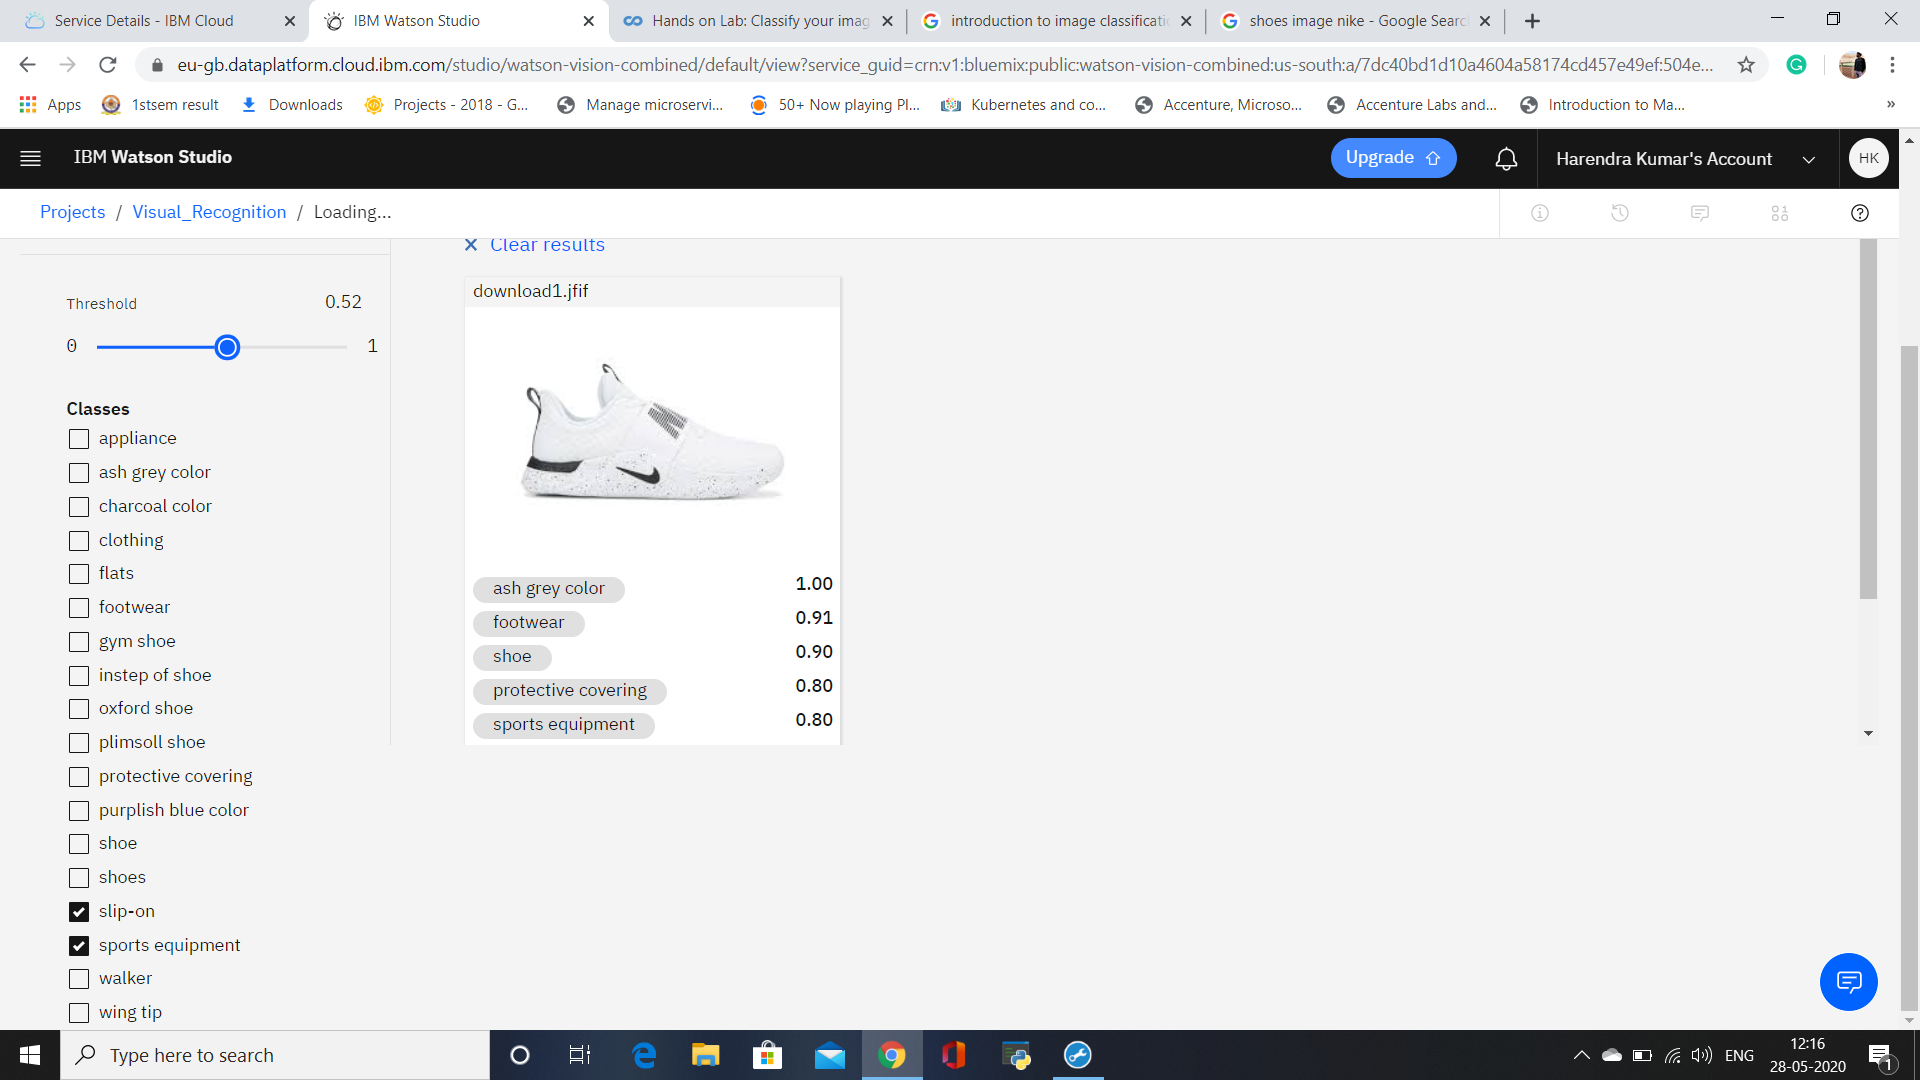 Service Details - IBM Cloud
IBM Watson Studio
Hands on Lab: Classify your imag
introduction to image classificatio
shoes image nike - Google Searc
eu-gb.dataplatform.cloud.ibm.com/studio/watson-vision-combined/default/view?service_guid=crn:v1:bluemix:public:watson-vision-combined:us-south:a/7dc40bd1d10a4604a58174cd457e49ef:504e...
Apps
1stsem result
Downloads
Projects - 2018 - G...
Manage microservi...
50+ Now playing Pl...
Kubernetes and co...
Accenture, Microso...
Accenture Labs and...
Introduction to Ma...
»
IBM Watson Studio
Upgrade
Harendra Kumar's Account
HK
Projects / Visual_Recognition / Loading...
Clear results
Threshold 0.52
0 1
Classes
appliance
ash grey color
charcoal color
clothing
flats
footwear
gym shoe
instep of shoe
oxford shoe
plimsoll shoe
protective covering
purplish blue color
shoe
shoes
slip-on
sports equipment
walker
wing tip
download1.jfif
ash grey color 1.00
footwear 0.91
shoe 0.90
protective covering 0.80
sports equipment 0.80
Type here to search
ENG
12:16
28-05-2020
1